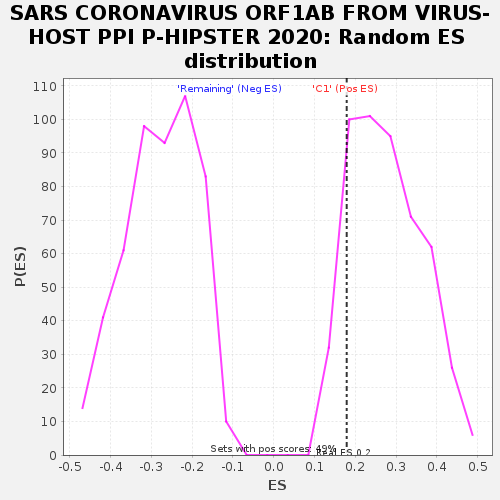 SARS CORONAVIRUS ORF1AB FROM VIRUS-
HOST PPI P-HIPSTER 2020: Random ES
distribution
'Remaining' (Neg ES)
'C1' (Pos ES)
110
100
90
80
70
60
50
40
30
20
10
0
P(ES)
Sets with pos scores: 49%
Real ES 0.2
-0.5 -0.4 -0.3 -0.2 -0.1 0.0 0.1 0.2 0.3 0.4 0.5
ES